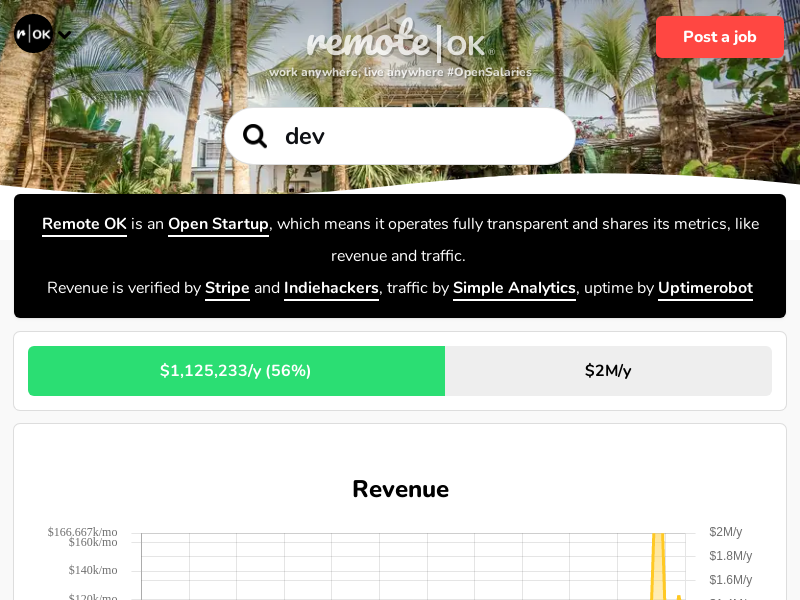 r|OK
remote|OK®
Post a job
work anywhere, live anywhere #OpenSalaries
dev
Remote OK is an Open Startup, which means it operates fully transparent and shares its metrics, like
revenue and traffic.
Revenue is verified by Stripe and Indiehackers, traffic by Simple Analytics, uptime by Uptimerobot
$1,125,233/y (56%)
$2M/y
Revenue
$166.667k/mo
$2M/y
$160k/mo
$1.8M/y
$140k/mo
$1.6M/y
$120k/mo